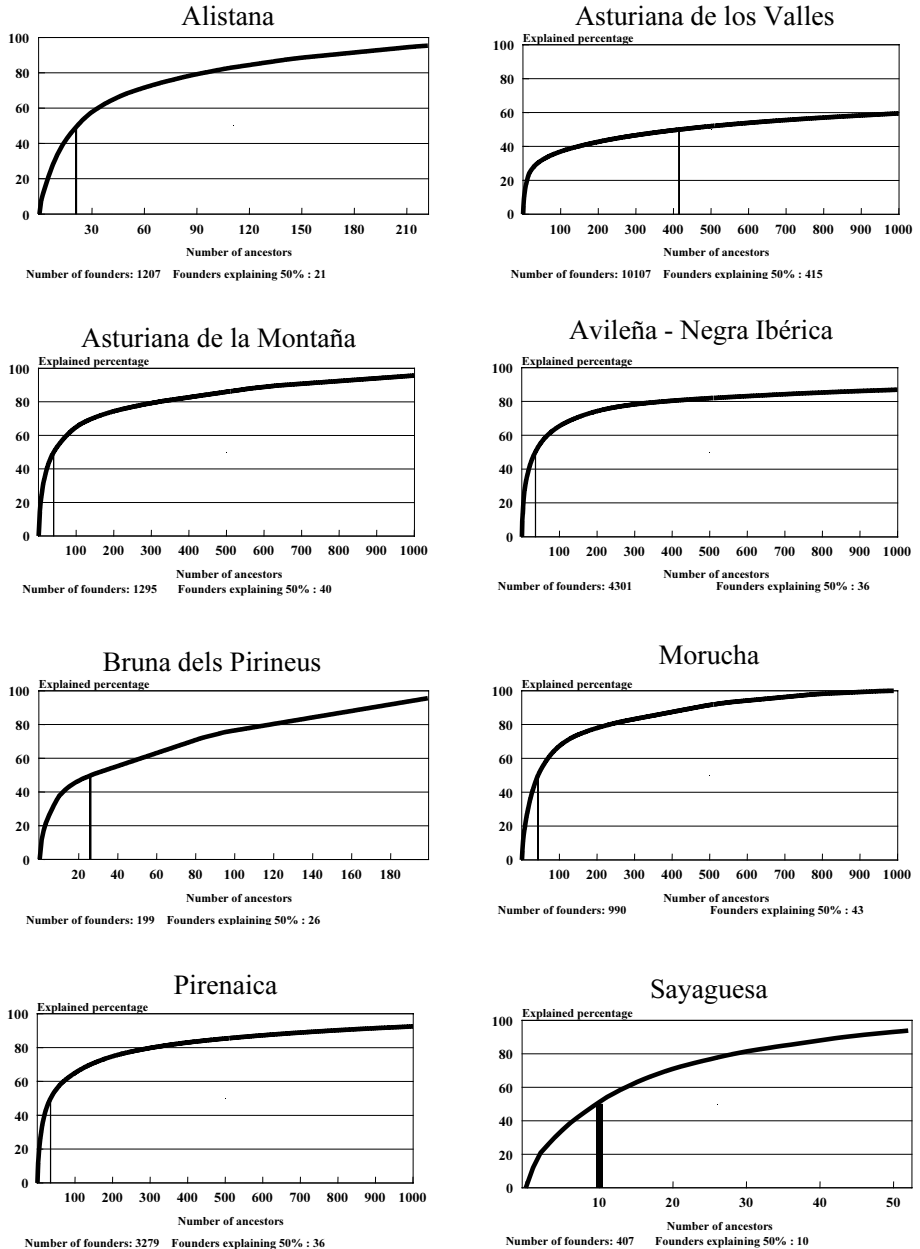 Alistana
100
80
60
40
20
0
30 60 90 120 150 180 210
Number of ancestors
Number of founders: 1207 Founders explaining 50% : 21
Asturiana de los Valles
Explained percentage
100
80
60
40
20
0
100 200 300 400 500 600 700 800 900 1000
Number of ancestors
Number of founders: 10107 Founders explaining 50% : 415
Asturiana de la Montaña
Explained percentage
100
80
60
40
20
0
100 200 300 400 500 600 700 800 900 1000
Number of ancestors
Number of founders: 1295 Founders explaining 50% : 40
Avileña - Negra Ibérica
Explained percentage
100
80
60
40
20
0
100 200 300 400 500 600 700 800 900 1000
Number of ancestors
Number of founders: 4301 Founders explaining 50% : 36
Bruna dels Pirineus
Explained percentage
100
80
60
40
20
0
20 40 60 80 100 120 140 160 180
Number of ancestors
Number of founders: 199 Founders explaining 50% : 26
Morucha
Explained percentage
100
80
60
40
20
0
100 200 300 400 500 600 700 800 900 1000
Number of ancestors
Number of founders: 990 Founders explaining 50% : 43
Pirenaica
Explained percentage
100
80
60
40
20
0
100 200 300 400 500 600 700 800 900 1000
Number of ancestors
Number of founders: 3279 Founders explaining 50% : 36
Sayaguesa
Explained percentage
100
80
60
40
20
0
10 20 30 40 50
Number of ancestors
Number of founders: 407 Founders explaining 50% : 10